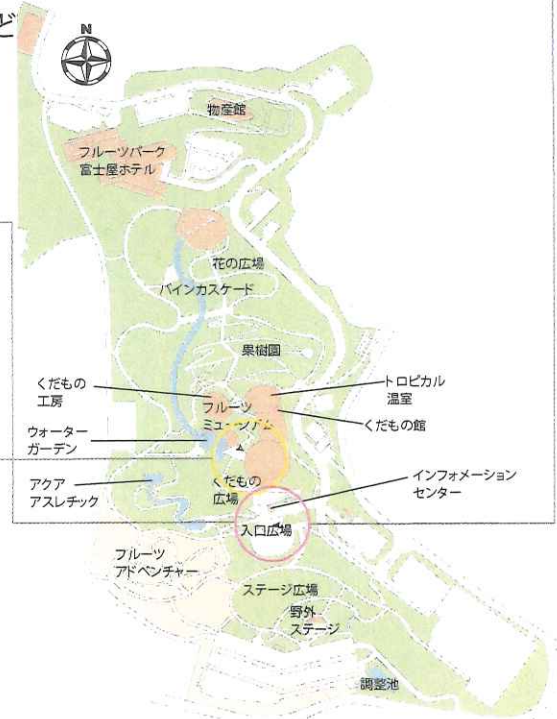 ど
N
物産館
フルーツパーク
富士屋ホテル
花の広場
バインカスケード
果樹園
くだもの
工房
トロピカル
温室
フルーツ
ミュージアム
くだもの館
ウォーター
ガーデン
くだもの
広場
アクア
アスレチック
インフォメーション
センター
入口広場
フルーツ
アドベンチャー
ステージ広場
野外
ステージ
調整池